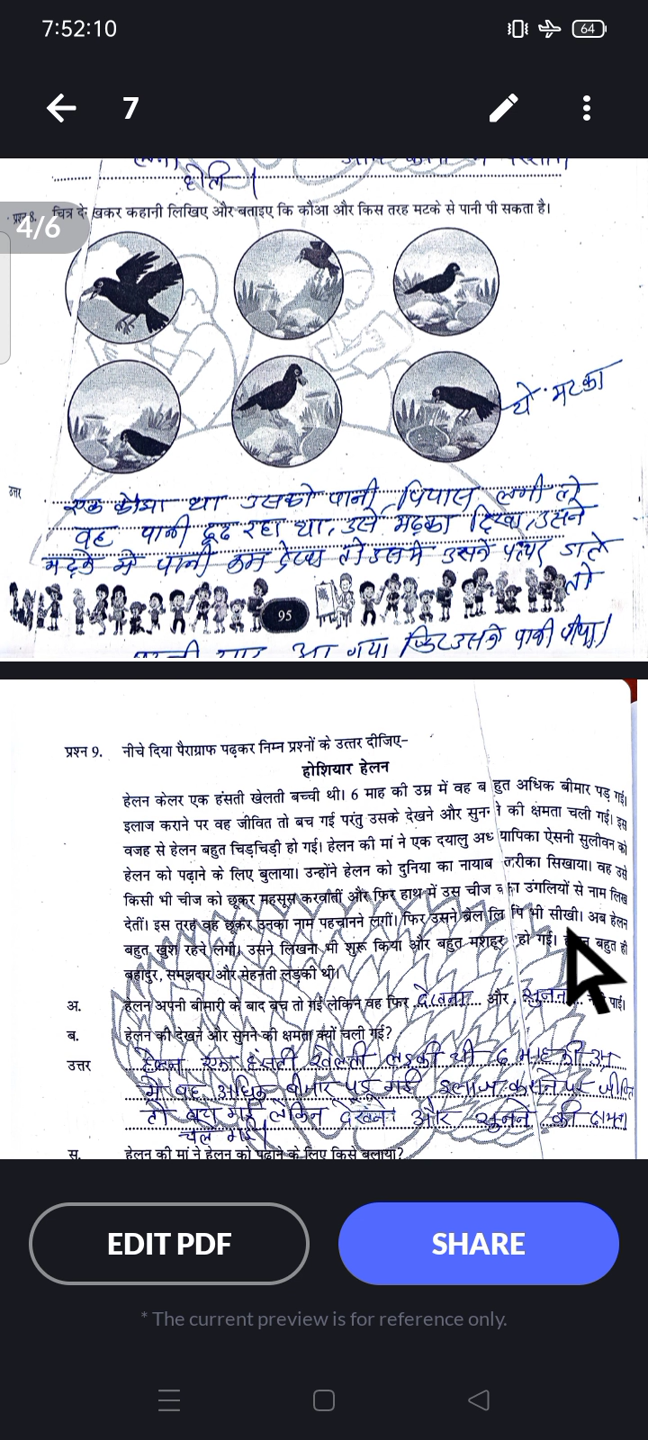 7:52:10
64
7
होती।
प्रश्न 8. चित्र देखकर कहानी लिखिए और बताइए कि कौआ और किस तरह मटके से पानी पी सकता है।
4/6
ये मटका
उत्तर
एक कौआ था उसको पानी पियास लगी तो
वह पानी ढूढ रहा था, उसे मढ़का दिखा, उसने
मढ़के मे पानी कम देखा तो उसमें उसने पत्थर डाले
तो
95
आ गया फिर उसने पानी पीया।
प्रश्न 9. नीचे दिया पैराग्राफ पढ़कर निम्न प्रश्नों के उत्तर दीजिए–
होशियार हेलन
हेलन केलर एक हंसती खेलती बच्ची थी। 6 माह की उम्र में वह बहुत अधिक बीमार पड़ गई।
इलाज कराने पर वह जीवित तो बच गई परंतु उसके देखने और सुनने की क्षमता चली गई। इस
वजह से हेलन बहुत चिड़चिड़ी हो गई। हेलन की मां ने एक दयालु अध्यापिका ऐसनी सुलीवन को
हेलन को पढ़ाने के लिए बुलाया। उन्होंने हेलन को दुनिया का नायाब तरीका सिखाया। वह उसे
किसी भी चीज को छूकर महसूस करवातीं और फिर हाथ में उस चीज का उंगलियों से नाम लिख
देतीं। इस तरह वह छूकर उनका नाम पहचानने लगीं। फिर उसने ब्रेल लिपि भी सीखी। अब हेलन
बहुत खुश रहने लगी। उसने लिखना भी शुरू किया और बहुत मशहूर हो गई। बहुत ही
बहादुर, समझदार और मेहनती लड़की थी।
अ. हेलन अपनी बीमारी के बाद बच तो गई लेकिन वह फिर देखना और सुनन पाई।
ब. हेलन की देखने और सुनने की क्षमता क्यों चली गई?
उत्तर हेलन एक हसती खेलती लड़की थी 6 माह की उम्र
में वह अधिक बीमार पड़ गई इलाज कराने पर जीवित
तो बच गई लेकिन देखने और सुनने की क्षमता
चली गई।
स. हेलन की मां ने हेलन को पढ़ाने के लिए किसे बुलाया?
EDIT PDF
SHARE
* The current preview is for reference only.